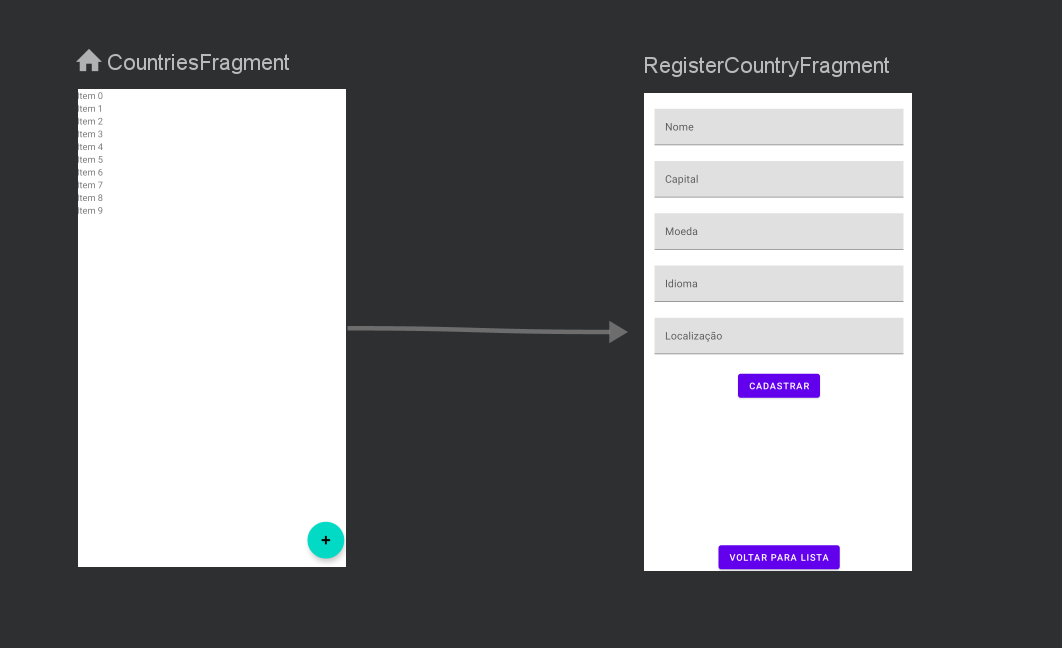 CountriesFragment
Item 0
Item 1
Item 2
Item 3
Item 4
Item 5
Item 6
Item 7
Item 8
Item 9
+
RegisterCountryFragment
Nome
Capital
Moeda
Idioma
Localização
CADASTRAR
VOLTAR PARA LISTA